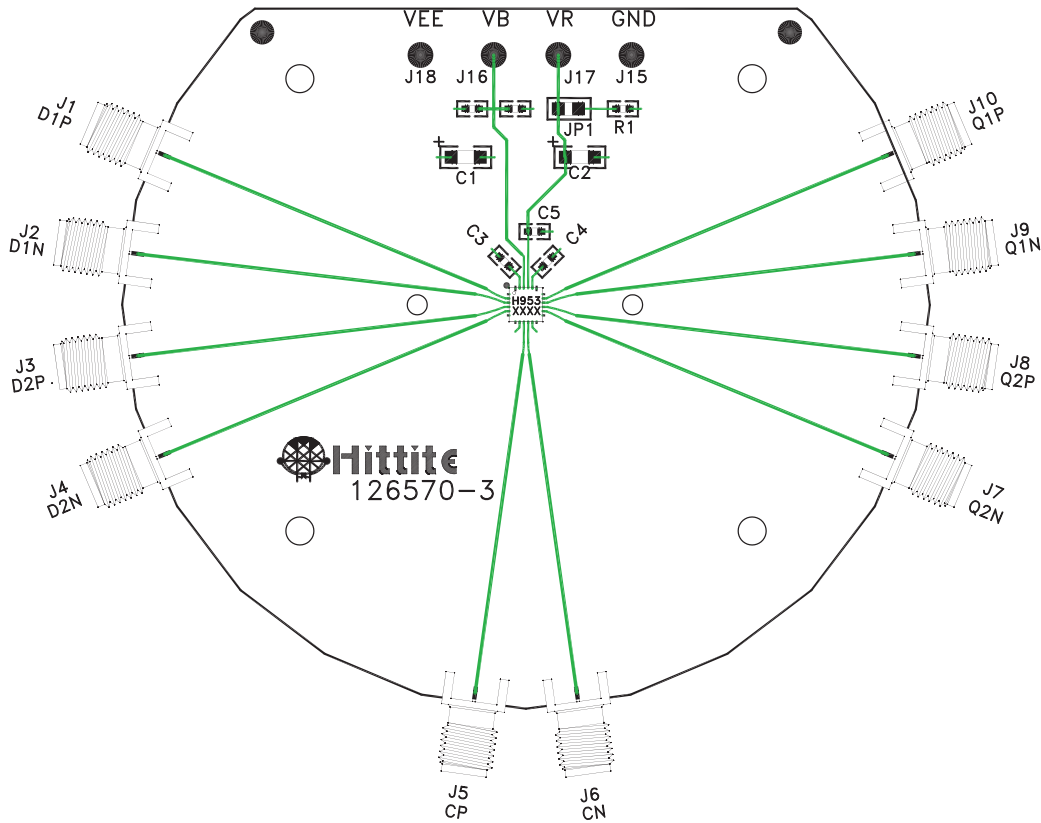 VEE VB VR GND
J18 J16 J17 J15
J1
D1P
J10
Q1P
JP1 R1
+ +
C1 C2
J2
D1N
C5
C3 C4
J9
Q1N
H953
XXXX
J3
D2P
J8
Q2P
Hittite
126570-3
J4
D2N
J7
Q2N
J5
CP
J6
CN